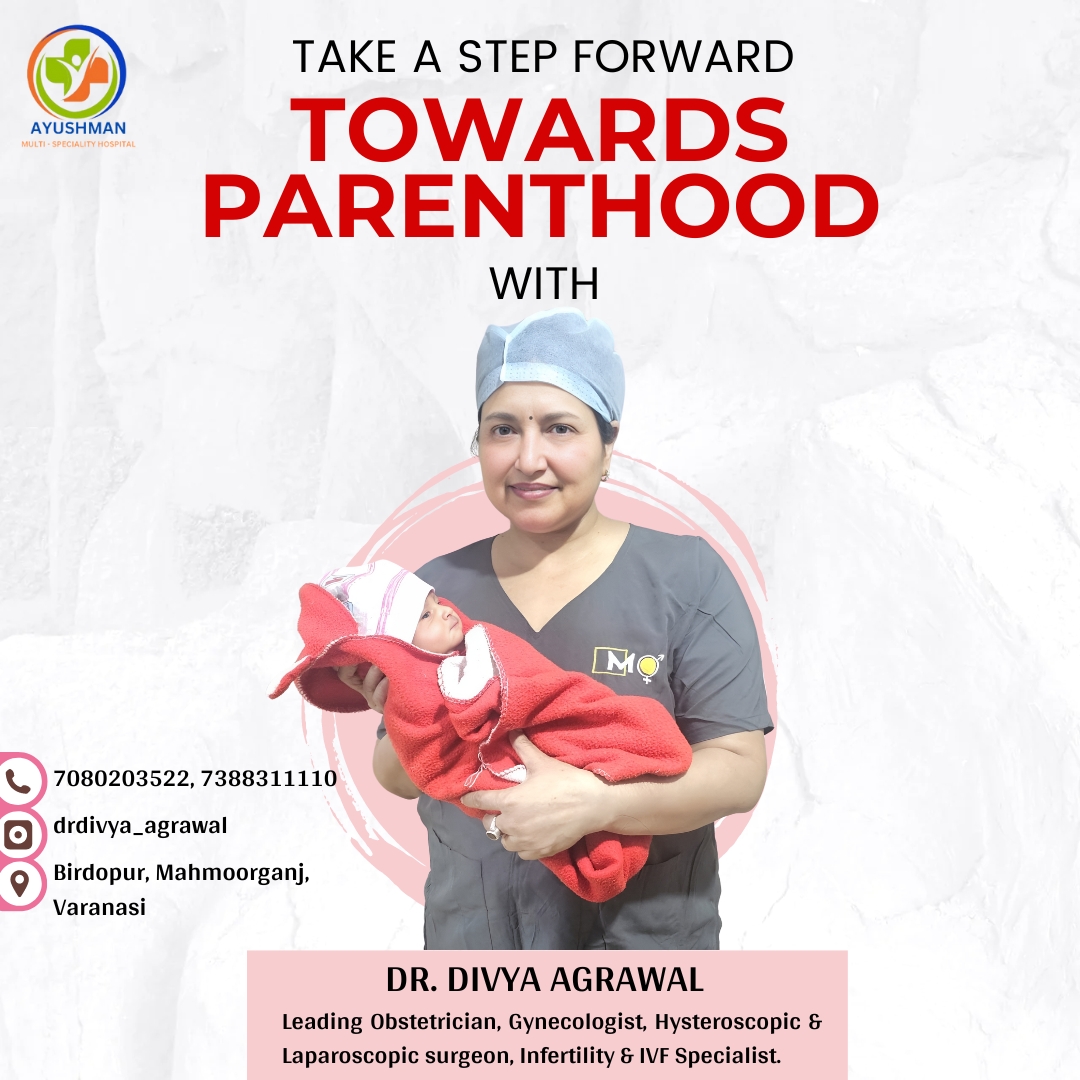 AYUSHMAN
MULTI - SPECIALITY HOSPITAL
TAKE A STEP FORWARD
TOWARDS
PARENTHOOD
WITH
M
7080203522, 7388311110
drdivya_agrawal
Birdopur, Mahmoorganj,
Varanasi
DR. DIVYA AGRAWAL
Leading Obstetrician, Gynecologist, Hysteroscopic &
Laparoscopic surgeon, Infertility & IVF Specialist.